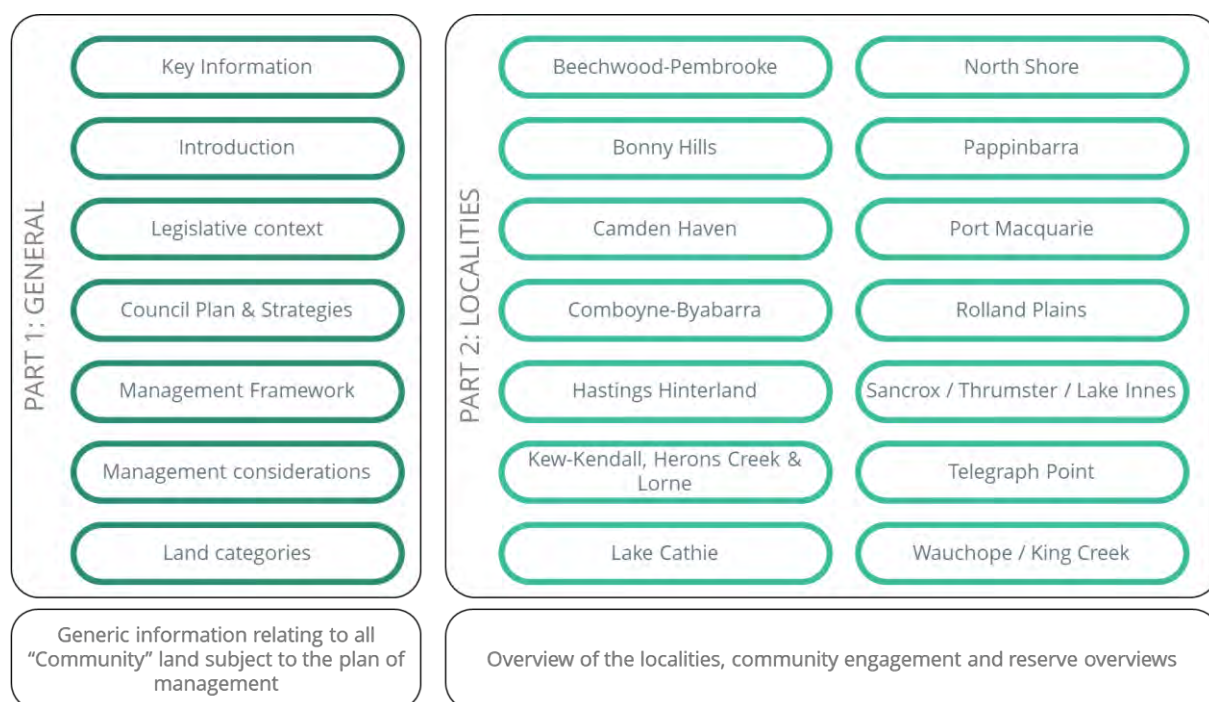 PART 1: GENERAL
Key Information
Introduction
Legislative context
Council Plan & Strategies
Management Framework
Management considerations
Land categories
Generic information relating to all
“Community” land subject to the plan of
management
PART 2: LOCALITIES
Beechwood-Pembrooke
Bonny Hills
Camden Haven
Comboyne-Byabarra
Hastings Hinterland
Kew-Kendall, Herons Creek &
Lorne
Lake Cathie
North Shore
Pappinbarra
Port Macquarie
Rolland Plains
Sancrox / Thrumster / Lake Innes
Telegraph Point
Wauchope / King Creek
Overview of the localities, community engagement and reserve overviews